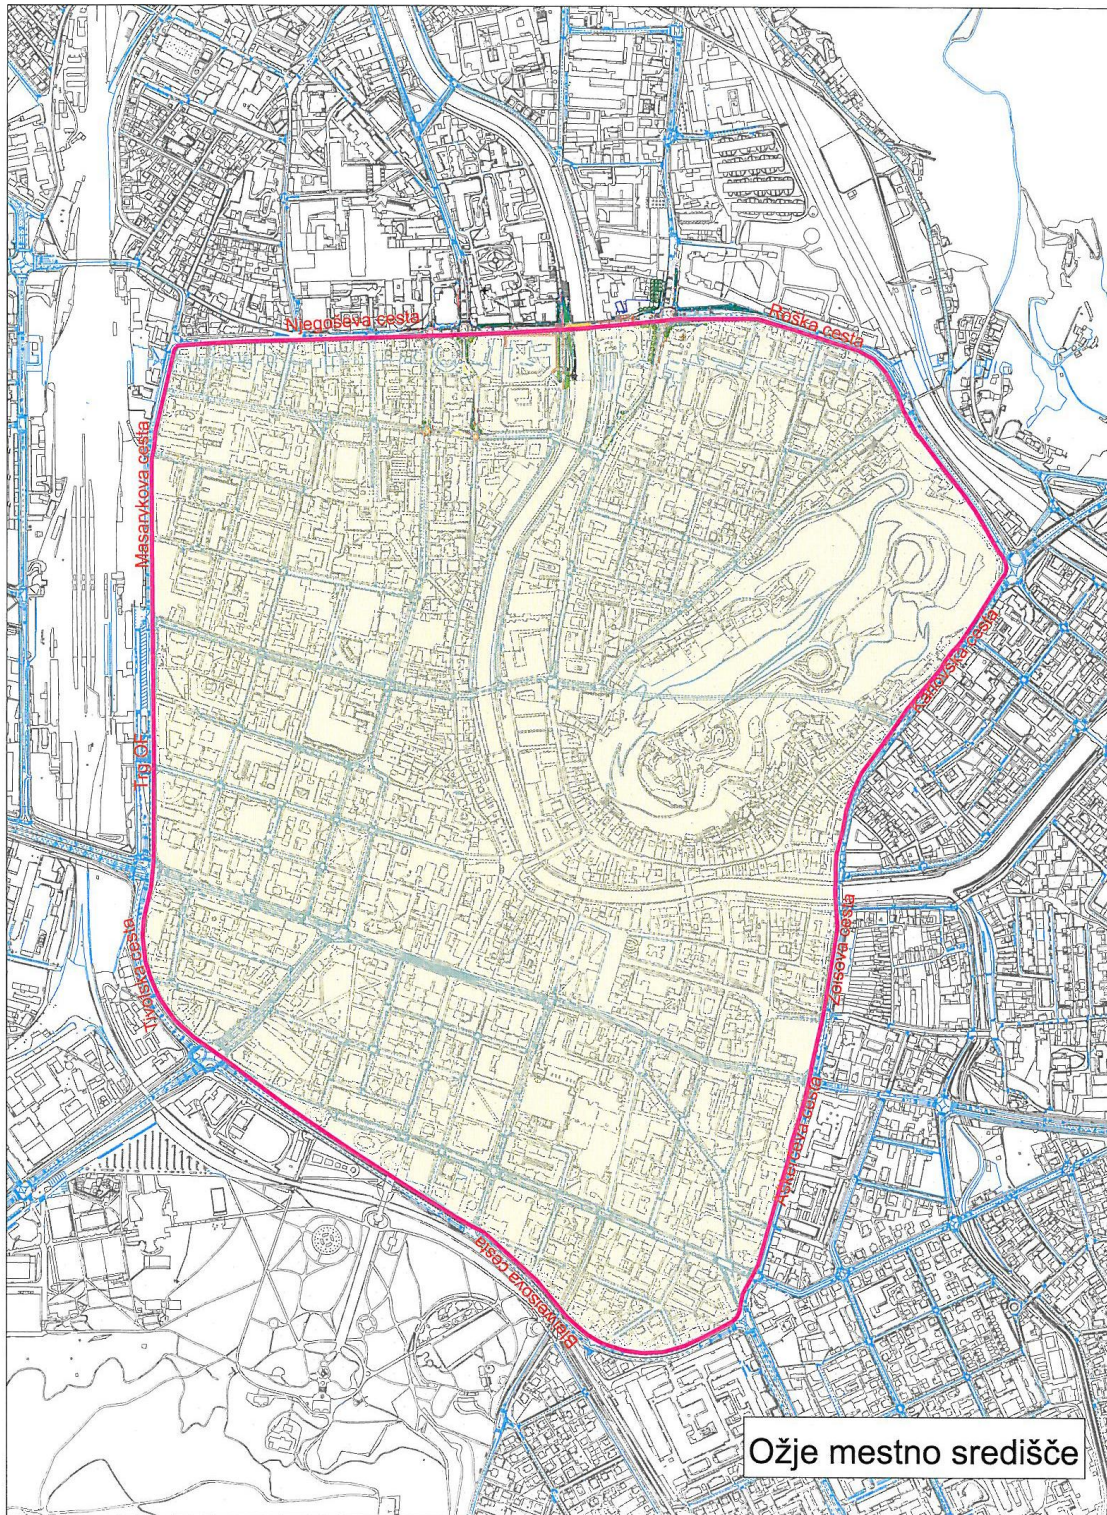 Njegoševa cesta
Roška cesta
Masarykova cesta
Karlovška cesta
Trg OF
Tivolska cesta
Zoisova cesta
Aškerčeva cesta
Bleiweisova cesta
Ožje mestno središče